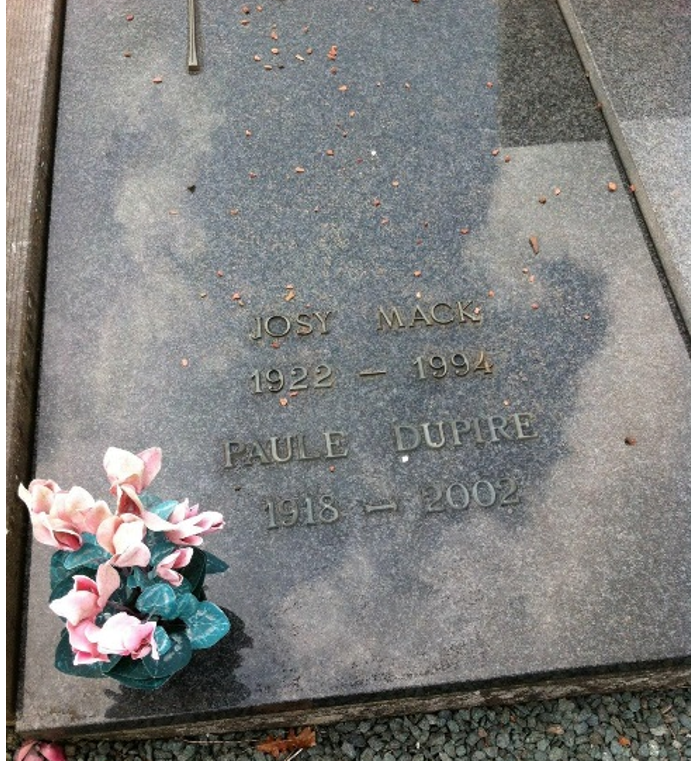 JOSY MACK
1922 – 1994
PAULE DUPIRE
1918 – 2002